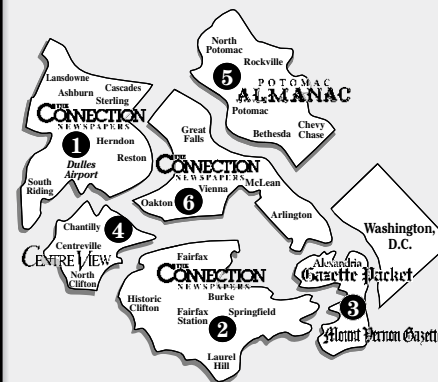 North
Potomac
Rockville
5
POTOMAC
ALMANAC
Potomac
Bethesda
Chevy
Chase
Lansdowne
Ashburn
Cascades
Sterling
THE
CONNECTION
NEWSPAPERS
1
Herndon
Dulles
Airport
Reston
South
Riding
Great
Falls
THE
CONNECTION
NEWSPAPERS
Vienna
McLean
Oakton
6
Arlington
Chantilly
4
Centreville
CENTRE VIEW
North
Clifton
Fairfax
THE
CONNECTION
NEWSPAPERS
Burke
Historic
Clifton
Fairfax
Station
Springfield
2
Laurel
Hill
Washington,
D.C.
Alexandria
Gazette Packet
3
Mount Vernon Gazette